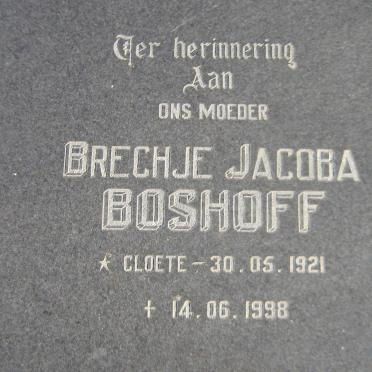 Ter herinnering
Aan
ONS MOEDER
BRECHJE JACOBA
BOSHOFF
★ CLOETE – 30.05.1921
† 14.06.1998